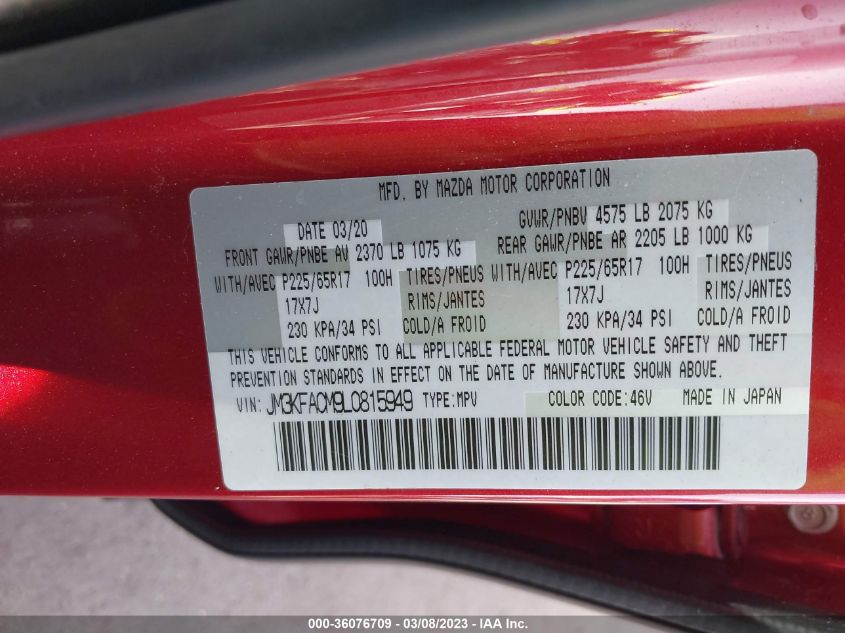 MFD. BY MAZDA MOTOR CORPORATION
DATE 03/20 GVWR/PNBV 4575 LB 2075 KG
FRONT GAWR/PNBE AV 2370 LB 1075 KG REAR GAWR/PNBE AR 2205 LB 1000 KG
WITH/AVEC P225/65R17 100H TIRES/PNEUS WITH/AVEC P225/65R17 100H TIRES/PNEUS
17X7J RIMS/JANTES 17X7J RIMS/JANTES
230 KPA/34 PSI COLD/A FROID 230 KPA/34 PSI COLD/A FROID
THIS VEHICLE CONFORMS TO ALL APPLICABLE FEDERAL MOTOR VEHICLE SAFETY AND THEFT
PREVENTION STANDARDS IN EFFECT ON THE DATE OF MANUFACTURE SHOWN ABOVE.
VIN: JM3KFACM9L0815949 TYPE:MPV COLOR CODE:46V MADE IN JAPAN
000-36076709 - 03/08/2023 - IAA Inc.